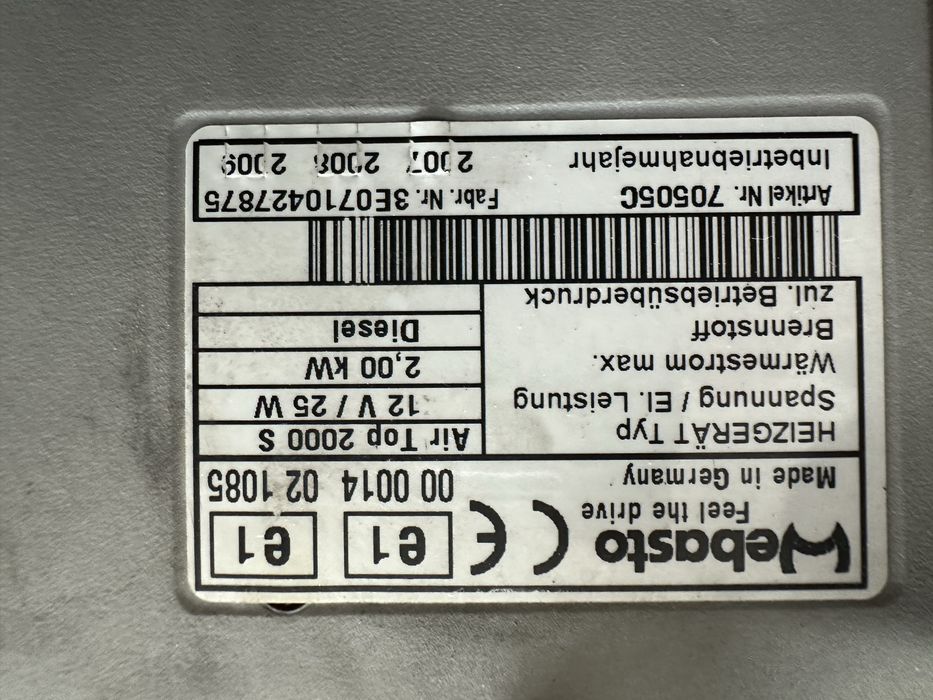 Webasto
Feel the drive
Made in Germany
CE
e1 e1
00 0014 02 1085
HEIZGERÄT Typ Air Top 2000 S
Spannung / El. Leistung 12 V / 25 W
Wärmestrom max. 2,00 kW
Brennstoff Diesel
zul. Betriebsüberdruck
Artikel Nr. 70505C Fabr. Nr. 3E0710427875
Inbetriebnahmejahr 2007 2008 2009